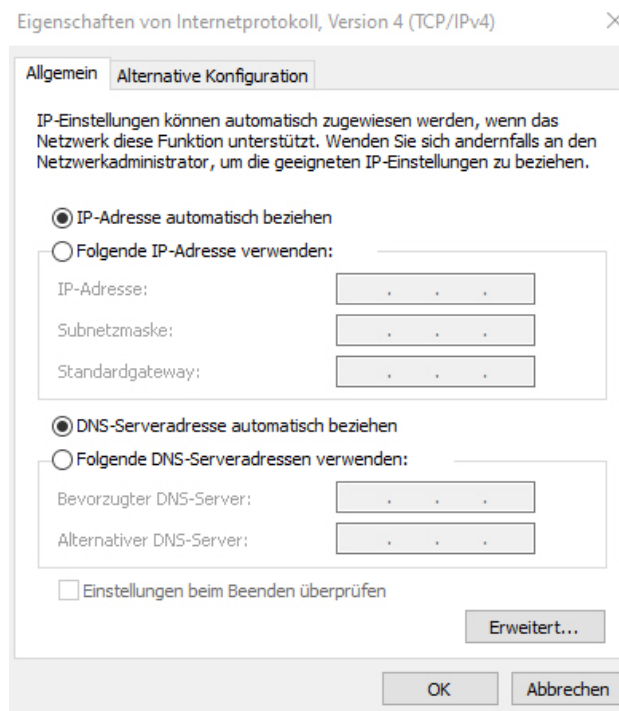 Eigenschaften von Internetprotokoll, Version 4 (TCP/IPv4)
Allgemein
Alternative Konfiguration
IP-Einstellungen können automatisch zugewiesen werden, wenn das
Netzwerk diese Funktion unterstützt. Wenden Sie sich andernfalls an den
Netzwerkadministrator, um die geeigneten IP-Einstellungen zu beziehen.
IP-Adresse automatisch beziehen
Folgende IP-Adresse verwenden:
IP-Adresse:
Subnetzmaske:
Standardgateway:
DNS-Serveradresse automatisch beziehen
Folgende DNS-Serveradressen verwenden:
Bevorzugter DNS-Server:
Alternativer DNS-Server:
Einstellungen beim Beenden überprüfen
Erweitert...
OK
Abbrechen